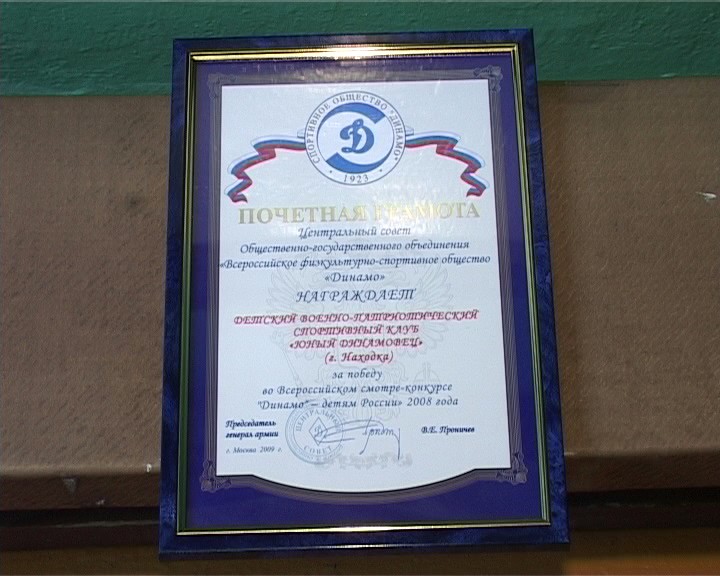 СПОРТИВНОЕ ОБЩЕСТВО "ДИНАМО"
Д
1923
ПОЧЕТНАЯ ГРАМОТА
Центральный совет
Общественно-государственного объединения
«Всероссийское физкультурно-спортивное общество
«Динамо»
НАГРАЖДАЕТ
ДЕТСКИЙ ВОЕННО-ПАТРИОТИЧЕСКИЙ
СПОРТИВНЫЙ КЛУБ
«ЮНЫЙ ДИНАМОВЕЦ»
(г. Находка)
за победу
во Всероссийском смотре-конкурсе
"Динамо" – детям России» 2008 года
Председатель
генерал армии
В.Е. Проничев
г. Москва 2009 г.
ЦЕНТРАЛЬНЫЙ
СОВЕТ